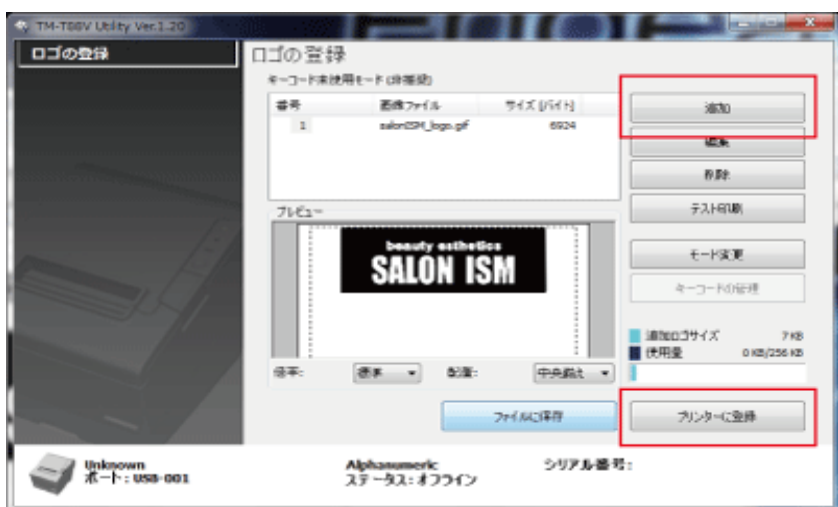 TM-T88V Utility Ver.1.20
ロゴの登録
ロゴの登録
キーコード未使用モード(非推奨)
番号 画像ファイル サイズ [バイト]
1 salonISM_logo.gif 6924
追加
編集
削除
テスト印刷
プレビュー
beauty esthetics
SALON ISM
モード変更
キーコードの管理
追加ロゴサイズ 7 KB
使用量 0 KB/256 KB
倍率: 標準 配置: 中央揃え
ファイルに保存
プリンターに登録
Unknown
ポート: USB-001
Alphanumeric
ステータス: オフライン
シリアル番号: